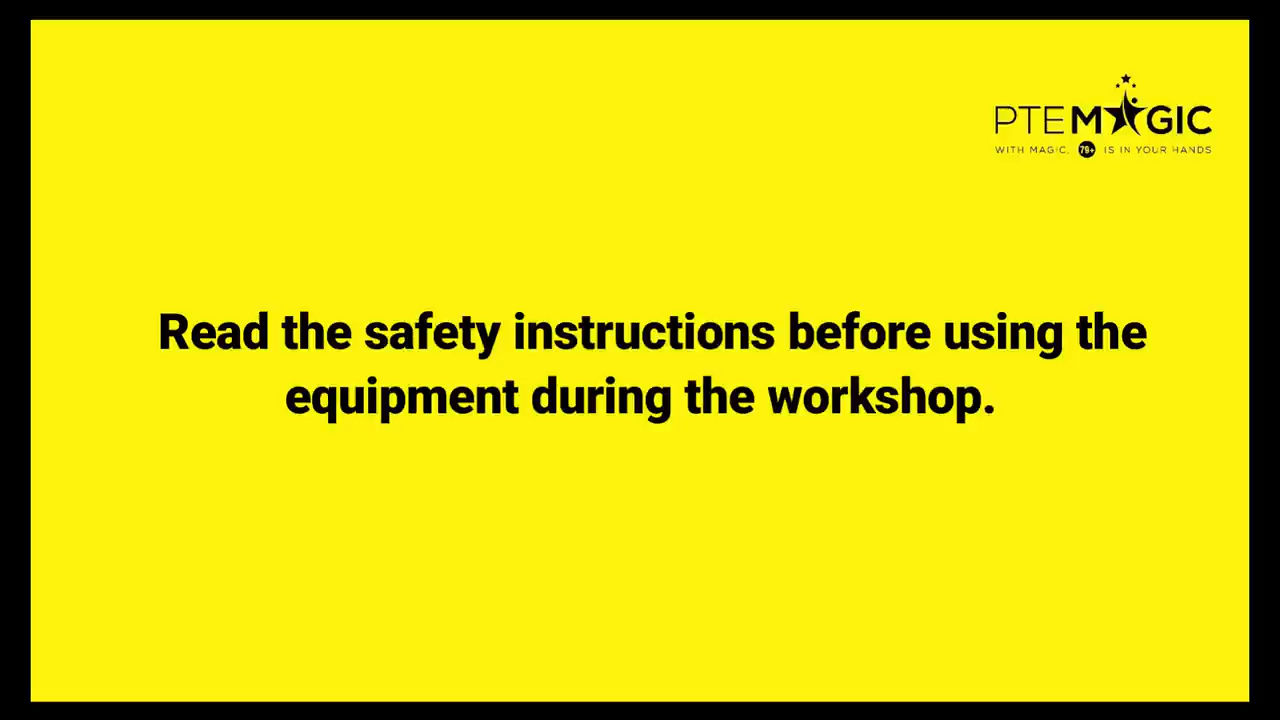 PTEMAGIC
WITH MAGIC, 79+ IS IN YOUR HANDS
Read the safety instructions before using the
equipment during the workshop.